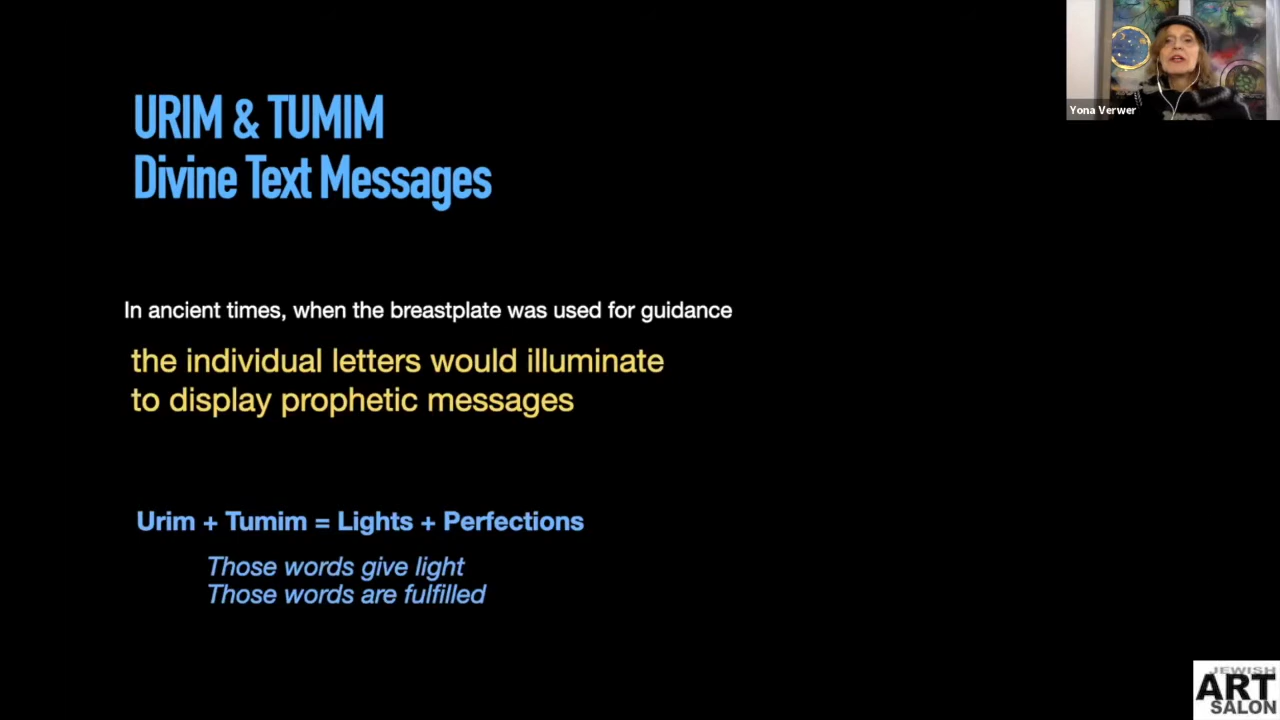 URIM & TUMIM
Divine Text Messages
In ancient times, when the breastplate was used for guidance
the individual letters would illuminate
to display prophetic messages
Urim + Tumim = Lights + Perfections
Those words give light
Those words are fulfilled
Yona Verwer
JEWISH
ART
SALON